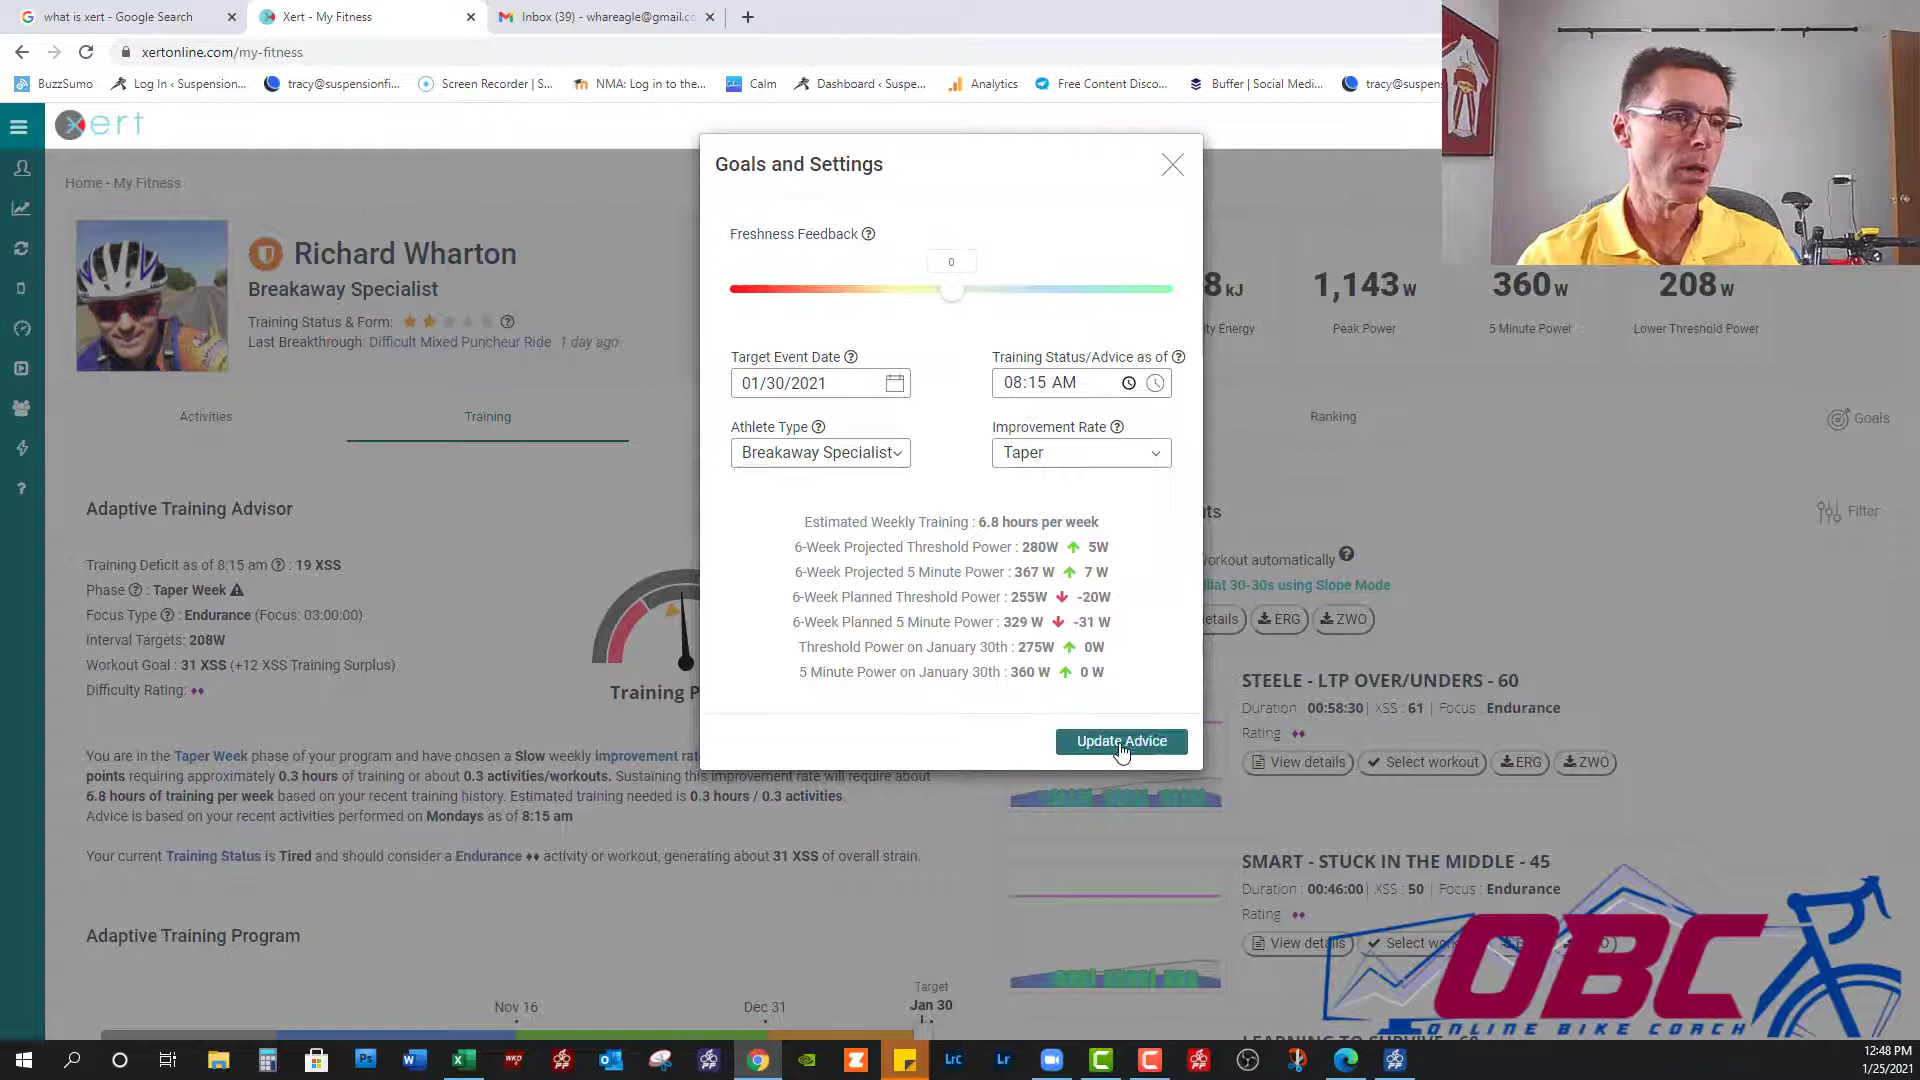 what is xert - Google Search
Xert - My Fitness
Inbox (39) - whareagle@gmail.co
xertonline.com/my-fitness
BuzzSumo
Log In ‹ Suspension...
tracy@suspensionfi...
Screen Recorder | S...
NMA: Log in to the...
Calm
Dashboard ‹ Suspe...
Analytics
Free Content Disco...
Buffer | Social Medi...
tracy@suspens
xert
Home - My Fitness
Richard Wharton
Breakaway Specialist
Training Status & Form:
Last Breakthrough: Difficult Mixed Puncheur Ride 1 day ago.
8 kJ
ity Energy
1,143 W
Peak Power
360 W
5 Minute Power
208 W
Lower Threshold Power
Activities
Training
Ranking
Goals
Goals and Settings
Freshness Feedback
0
Target Event Date
01/30/2021
Training Status/Advice as of
08:15 AM
Athlete Type
Breakaway Specialist
Improvement Rate
Taper
Estimated Weekly Training : 6.8 hours per week
6-Week Projected Threshold Power : 280W 5W
6-Week Projected 5 Minute Power : 367 W 7 W
6-Week Planned Threshold Power : 255W -20W
6-Week Planned 5 Minute Power : 329 W -31 W
Threshold Power on January 30th : 275W 0W
5 Minute Power on January 30th : 360 W 0 W
Update Advice
Adaptive Training Advisor
Training Deficit as of 8:15 am : 19 XSS
Phase : Taper Week
Focus Type : Endurance (Focus: 03:00:00)
Interval Targets: 208W
Workout Goal : 31 XSS (+12 XSS Training Surplus)
Difficulty Rating:
Training P
You are in the Taper Week phase of your program and have chosen a Slow weekly improvement rat
points requiring approximately 0.3 hours of training or about 0.3 activities/workouts. Sustaining this improvement rate will require about
6.8 hours of training per week based on your recent training history. Estimated training needed is 0.3 hours / 0.3 activities.
Advice is based on your recent activities performed on Mondays as of 8:15 am
Your current Training Status is Tired and should consider a Endurance ♦♦ activity or workout, generating about 31 XSS of overall strain.
Adaptive Training Program
Nov 16
Dec 31
Target
Jan 30
uts
Filter
orkout automatically
llat 30-30s using Slope Mode
etails
ERG
ZWO
STEELE - LTP OVER/UNDERS - 60
Duration : 00:58:30 | XSS : 61 | Focus : Endurance
Rating
View details
Select workout
ERG
ZWO
SMART - STUCK IN THE MIDDLE - 45
Duration : 00:46:00 | XSS : 50 | Focus : Endurance
Rating
View details
Select work
OBC
ONLINE BIKE COACH
12:48 PM
1/25/2021